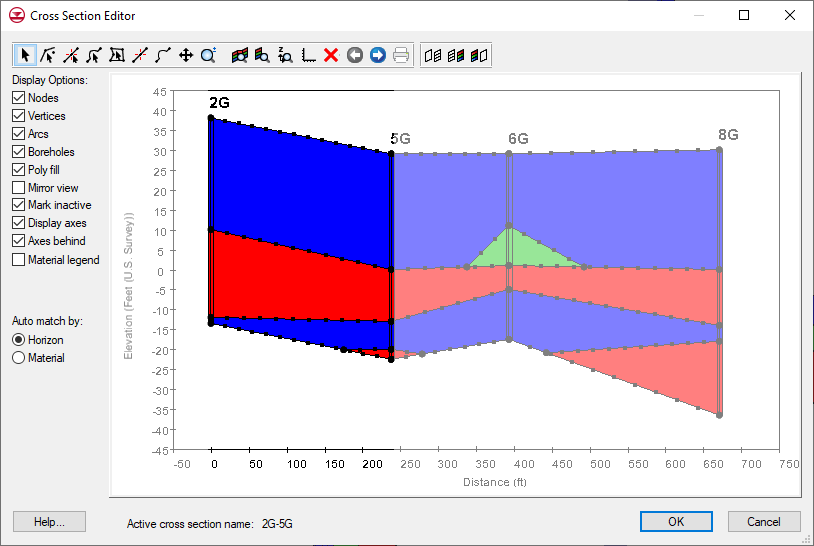 Cross Section Editor
Display Options:
Nodes
Vertices
Arcs
Boreholes
Poly fill
Mirror view
Mark inactive
Display axes
Axes behind
Material legend
Auto match by:
Horizon
Material
2G
5G
6G
8G
Elevation (Feet (U.S. Survey))
45
40
35
30
25
20
15
10
5
0
-5
-10
-15
-20
-25
-30
-35
-40
-45
-50 0 50 100 150 200 250 300 350 400 450 500 550 600 650 700 750
Distance (ft)
Help...
Active cross section name: 2G-5G
OK
Cancel